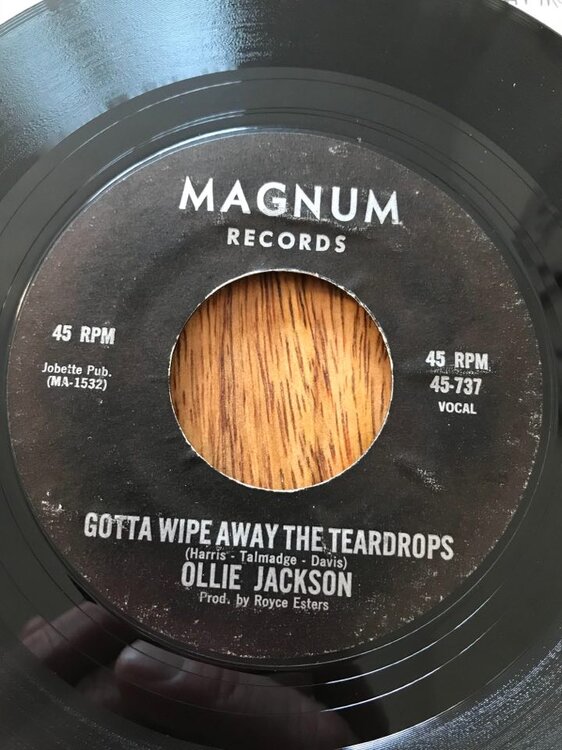 MAGNUM
RECORDS
45 RPM
Jobette Pub.
(MA-1532)
45 RPM
45-737
VOCAL
GOTTA WIPE AWAY THE TEARDROPS
(Harris - Talmadge - Davis)
OLLIE JACKSON
Prod. by Royce Esters